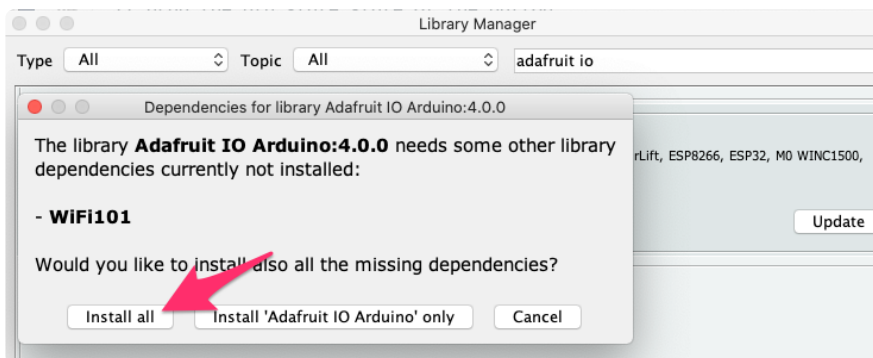 Library Manager
Type All Topic All adafruit io
Dependencies for library Adafruit IO Arduino:4.0.0
The library Adafruit IO Arduino:4.0.0 needs some other library
dependencies currently not installed:
- WiFi101
Would you like to install also all the missing dependencies?
Install all Install 'Adafruit IO Arduino' only Cancel
rLift, ESP8266, ESP32, M0 WINC1500,
Update